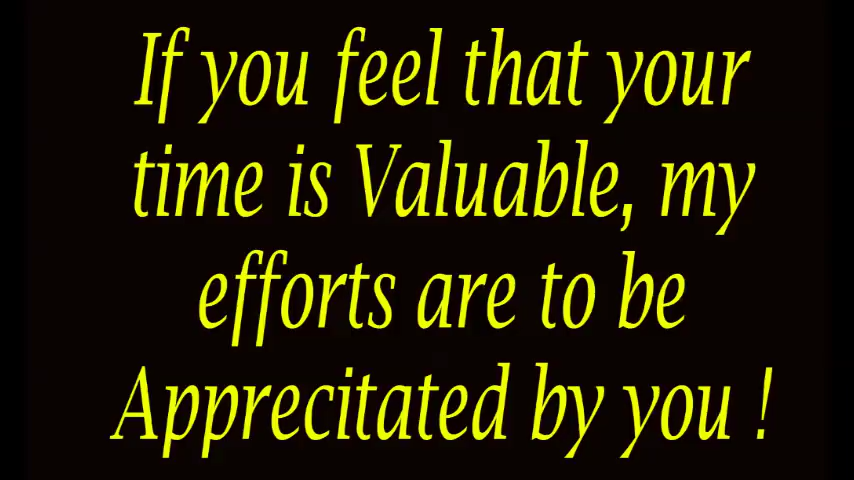 If you feel that your
time is Valuable, my
efforts are to be
Apprecitated by you !